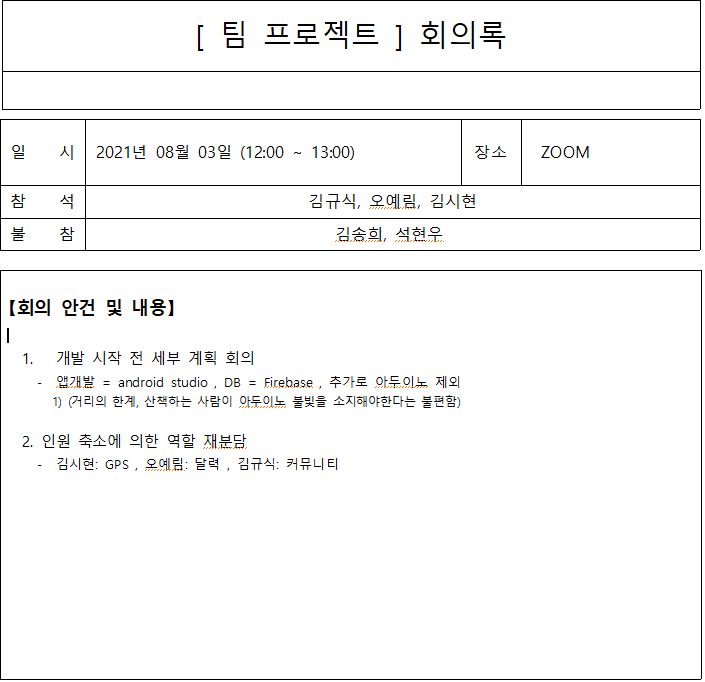 [ 팀 프로젝트 ] 회의록
일 시 2021년 08월 03일 (12:00 ~ 13:00) 장소 ZOOM
참 석 김규식, 오예림, 김시현
불 참 김송희, 석현우
【회의 안건 및 내용】
1. 개발 시작 전 세부 계획 회의
- 앱개발 = android studio , DB = Firebase , 추가로 아두이노 제외
1) (거리의 한계, 산책하는 사람이 아두이노 불빛을 소지해야한다는 불편함)
2. 인원 축소에 의한 역할 재분담
- 김시현: GPS , 오예림: 달력 , 김규식: 커뮤니티